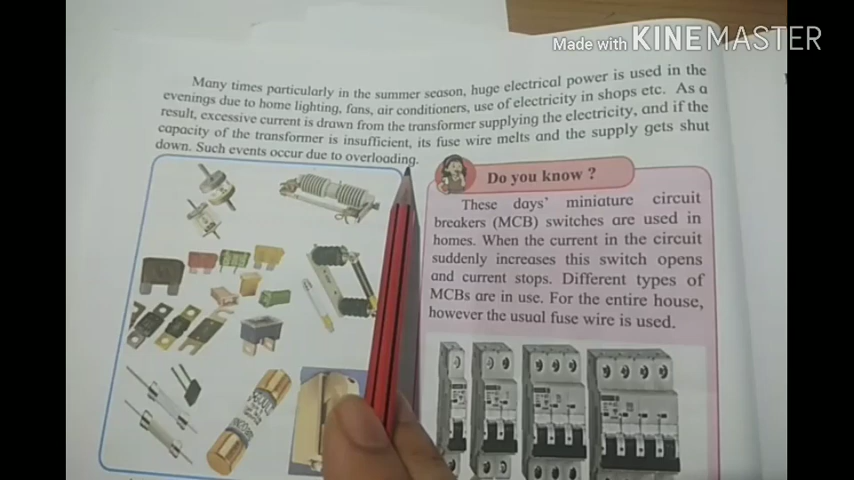 Made with KINEMASTER
Many times particularly in the summer season, huge electrical power is used in the
evenings due to home lighting, fans, air conditioners, use of electricity in shops etc. As a
result, excessive current is drawn from the transformer supplying the electricity, and if the
capacity of the transformer is insufficient, its fuse wire melts and the supply gets shut
down. Such events occur due to overloading.
Do you know ?
These days' miniature circuit
breakers (MCB) switches are used in
homes. When the current in the circuit
suddenly increases this switch opens
and current stops. Different types of
MCBs are in use. For the entire house,
however the usual fuse wire is used.